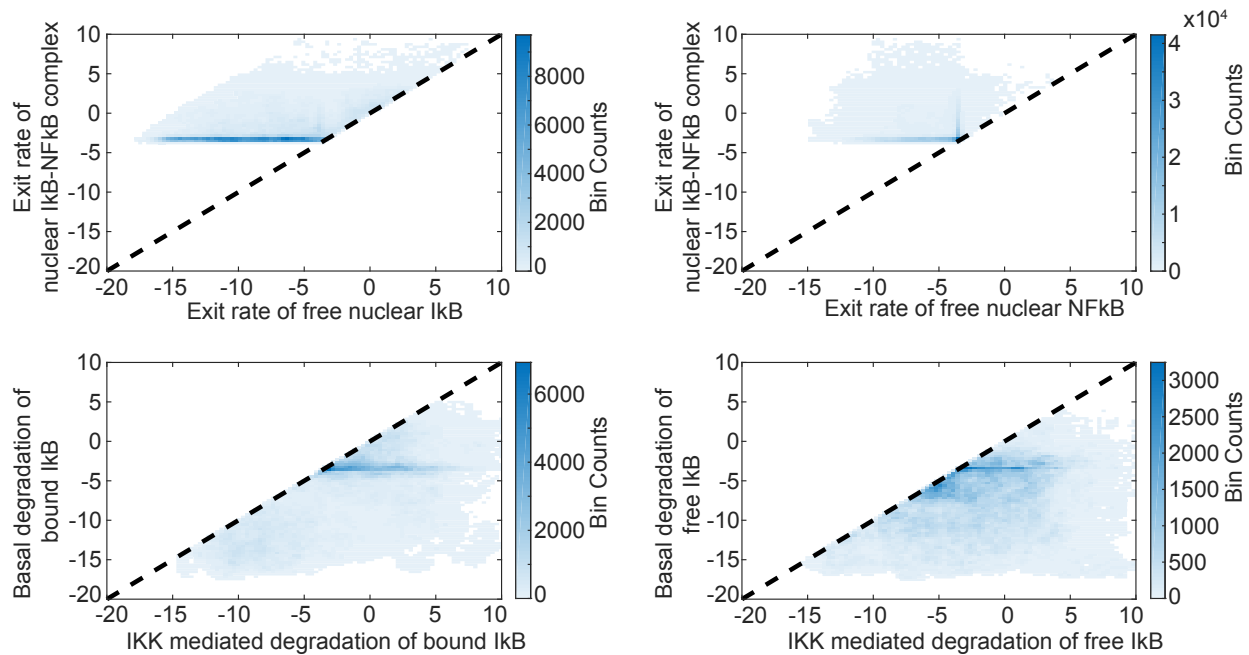 Exit rate of
nuclear IkB-NFkB complex
10
5
0
-5
-10
-15
-20
-20 -15 -10 -5 0 5 10
Exit rate of free nuclear IkB
8000
6000
4000
2000
0
Bin Counts
Exit rate of
nuclear IkB-NFkB complex
10
5
0
-5
-10
-15
-20
-20 -15 -10 -5 0 5 10
Exit rate of free nuclear NFkB
x10⁴
4
3
2
1
0
Bin Counts
Basal degradation of
bound IkB
10
5
0
-5
-10
-15
-20
-20 -15 -10 -5 0 5 10
IKK mediated degradation of bound IkB
6000
4000
2000
0
Bin Counts
Basal degradation of
free IkB
10
5
0
-5
-10
-15
-20
-20 -15 -10 -5 0 5 10
IKK mediated degradation of free IkB
3000
2500
2000
1500
1000
500
0
Bin Counts